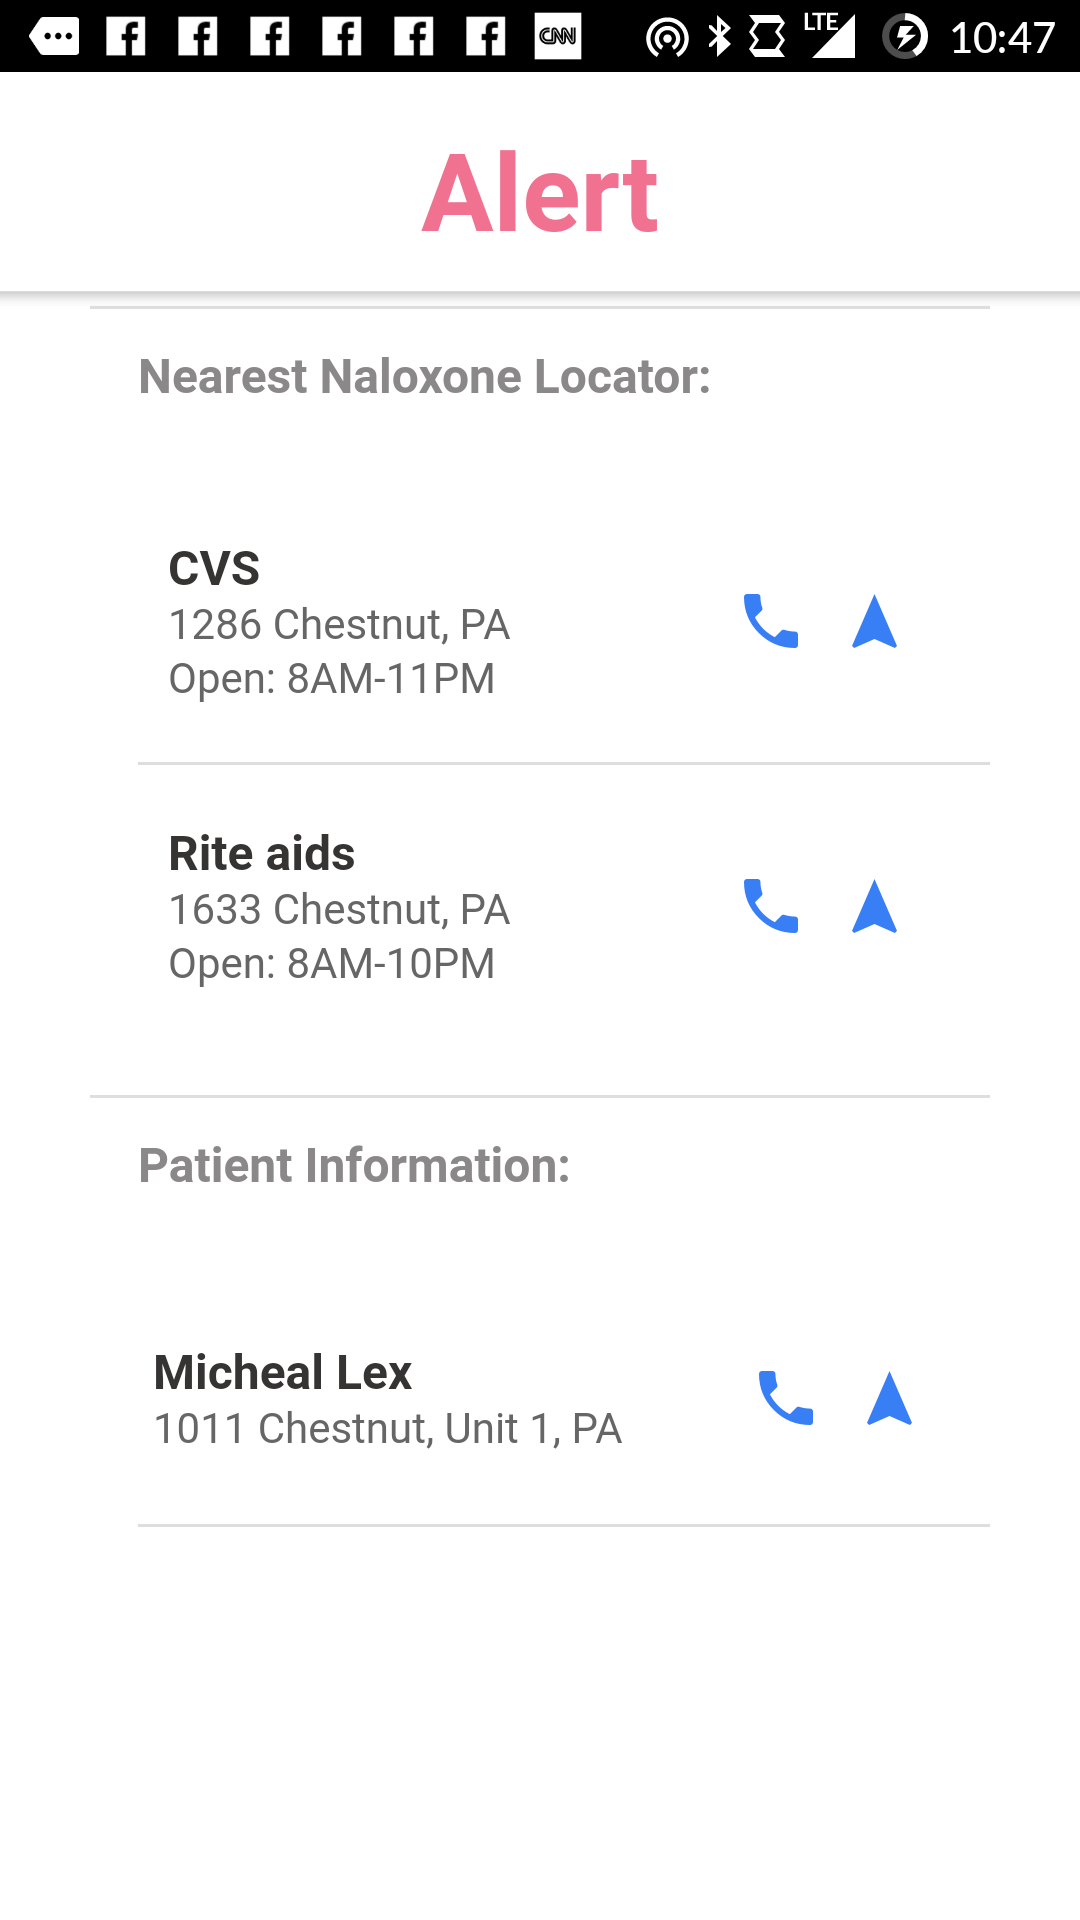 CNN LTE 10:47
Alert
Nearest Naloxone Locator:
CVS
1286 Chestnut, PA
Open: 8AM-11PM
Rite aids
1633 Chestnut, PA
Open: 8AM-10PM
Patient Information:
Micheal Lex
1011 Chestnut, Unit 1, PA